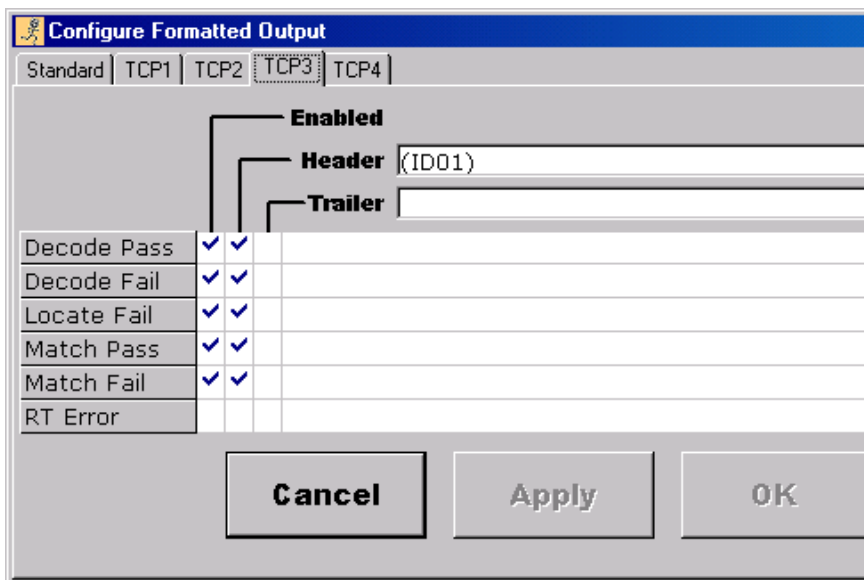 Configure Formatted Output
Standard TCP1 TCP2 TCP3 TCP4
Enabled
Header (ID01)
Trailer
Decode Pass
Decode Fail
Locate Fail
Match Pass
Match Fail
RT Error
Cancel Apply OK